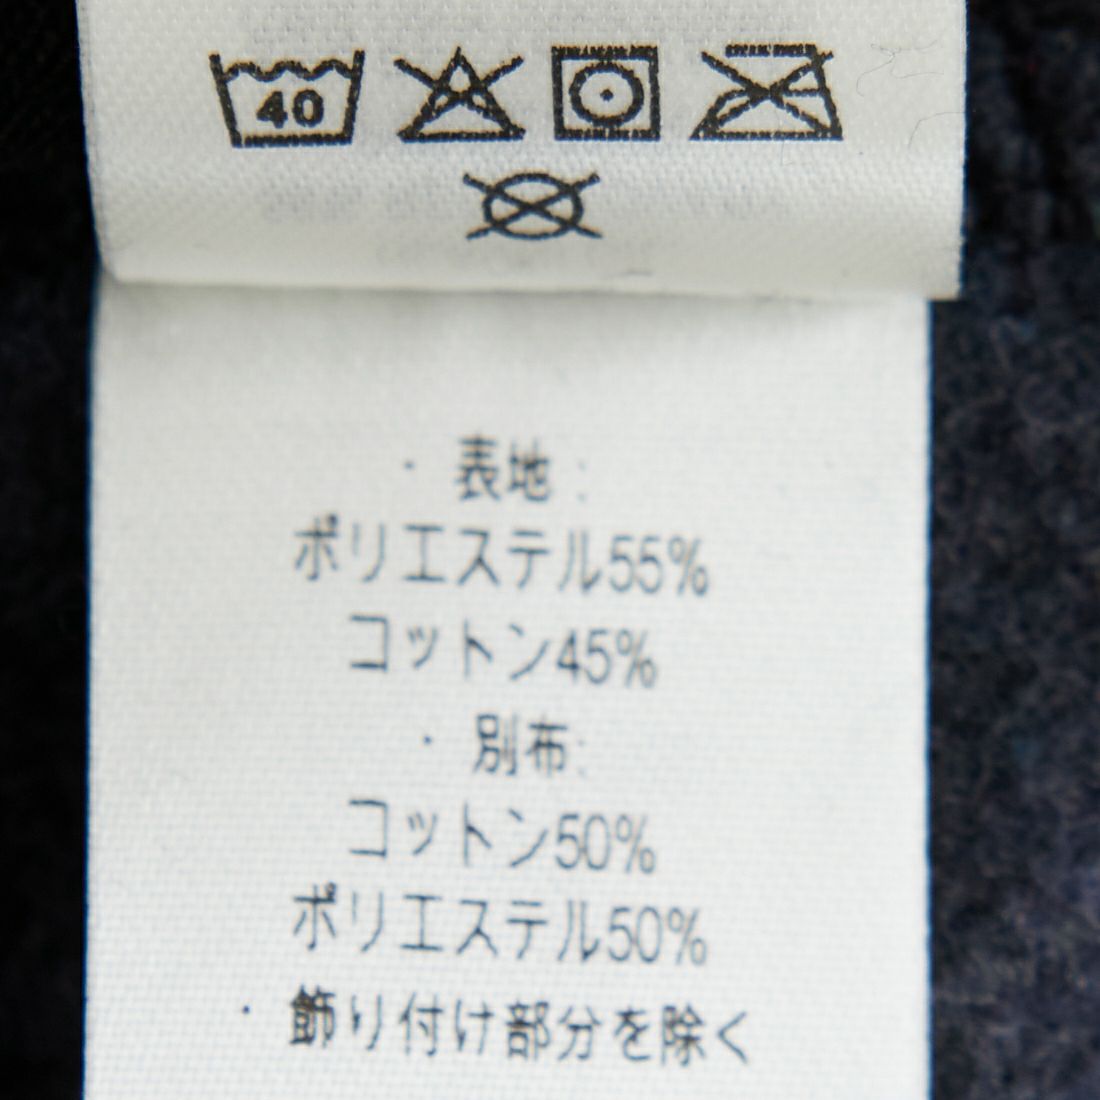 40
・表地:
ポリエステル55%
コットン45%
・別布:
コットン50%
ポリエステル50%
・飾り付け部分を除く